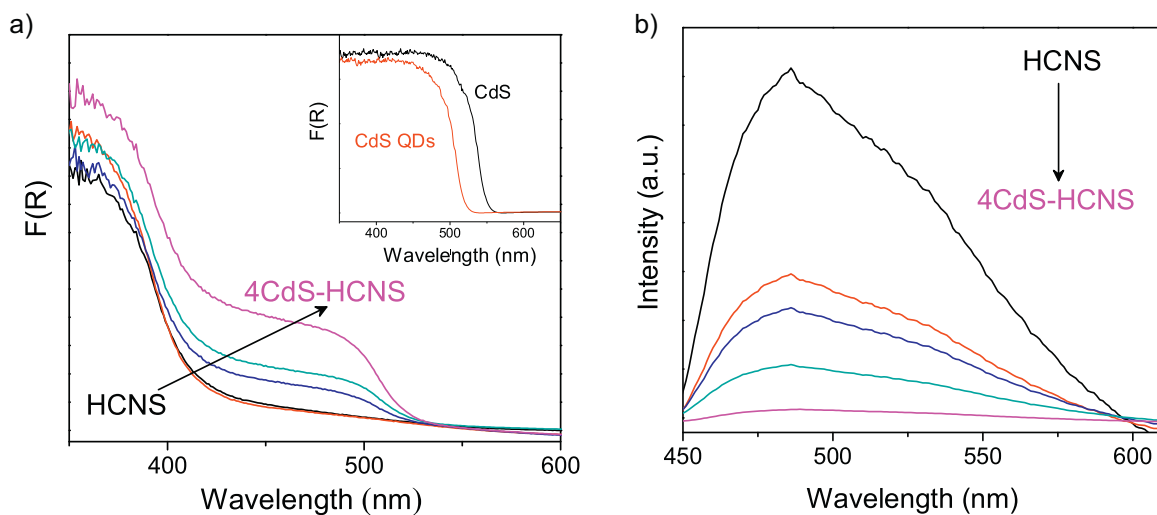 a)
F(R)
4CdS-HCNS
HCNS
400
500
600
Wavelength (nm)
F(R)
CdS
CdS QDs
400
500
600
Wavelength (nm)
b)
Intensity (a.u.)
HCNS
4CdS-HCNS
450
500
550
600
Wavelength (nm)